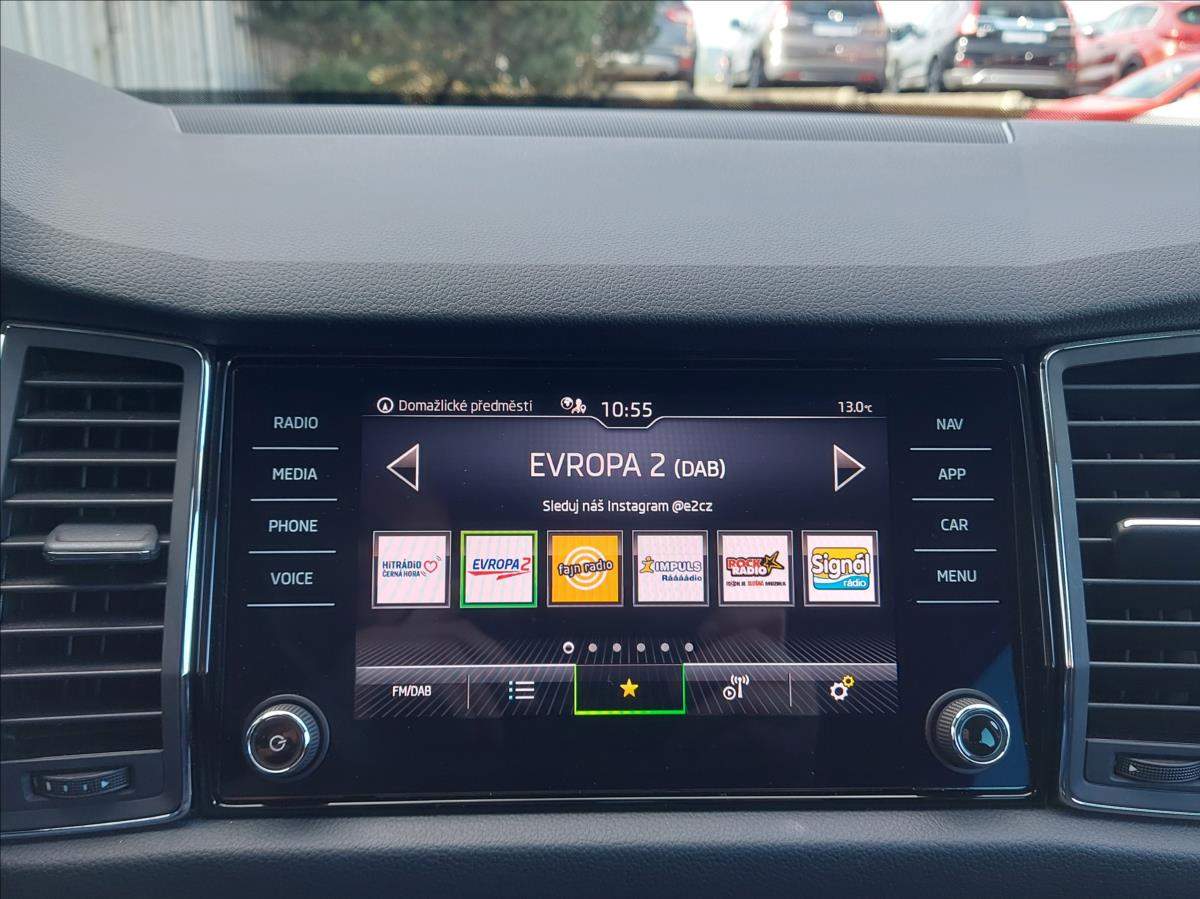 RADIO
MEDIA
PHONE
VOICE
Domažlické předměstí
10:55
13.0°C
EVROPA 2 (DAB)
Sleduj náš Instagram @e2cz
HiTRÁDiO
ČERNÁ HORA
EVROPA 2
fajn radio
IMPULS
Ráááádio
ROCK
RADIO
Signál
rádio
FM/DAB
NAV
APP
CAR
MENU